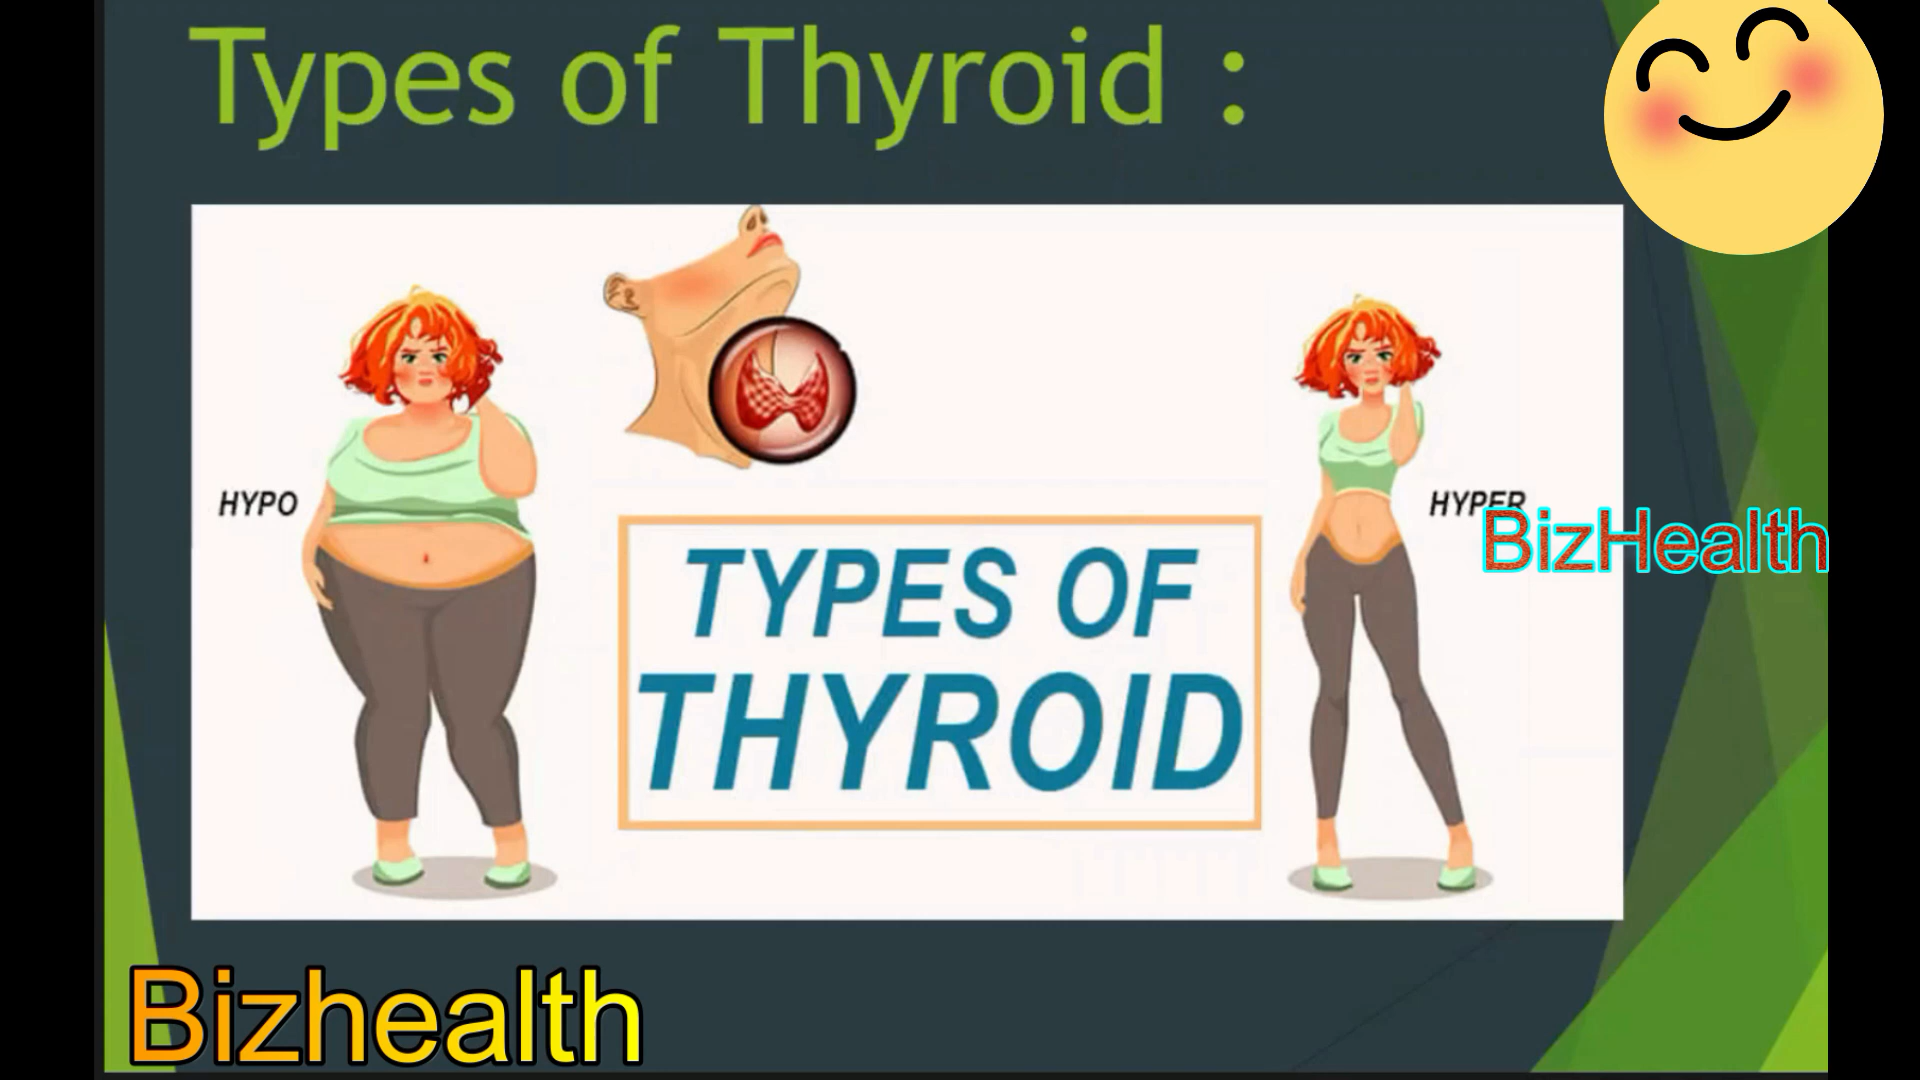 Types of Thyroid :
HYPO
HYPER
BizHealth
TYPES OF
THYROID
Bizhealth